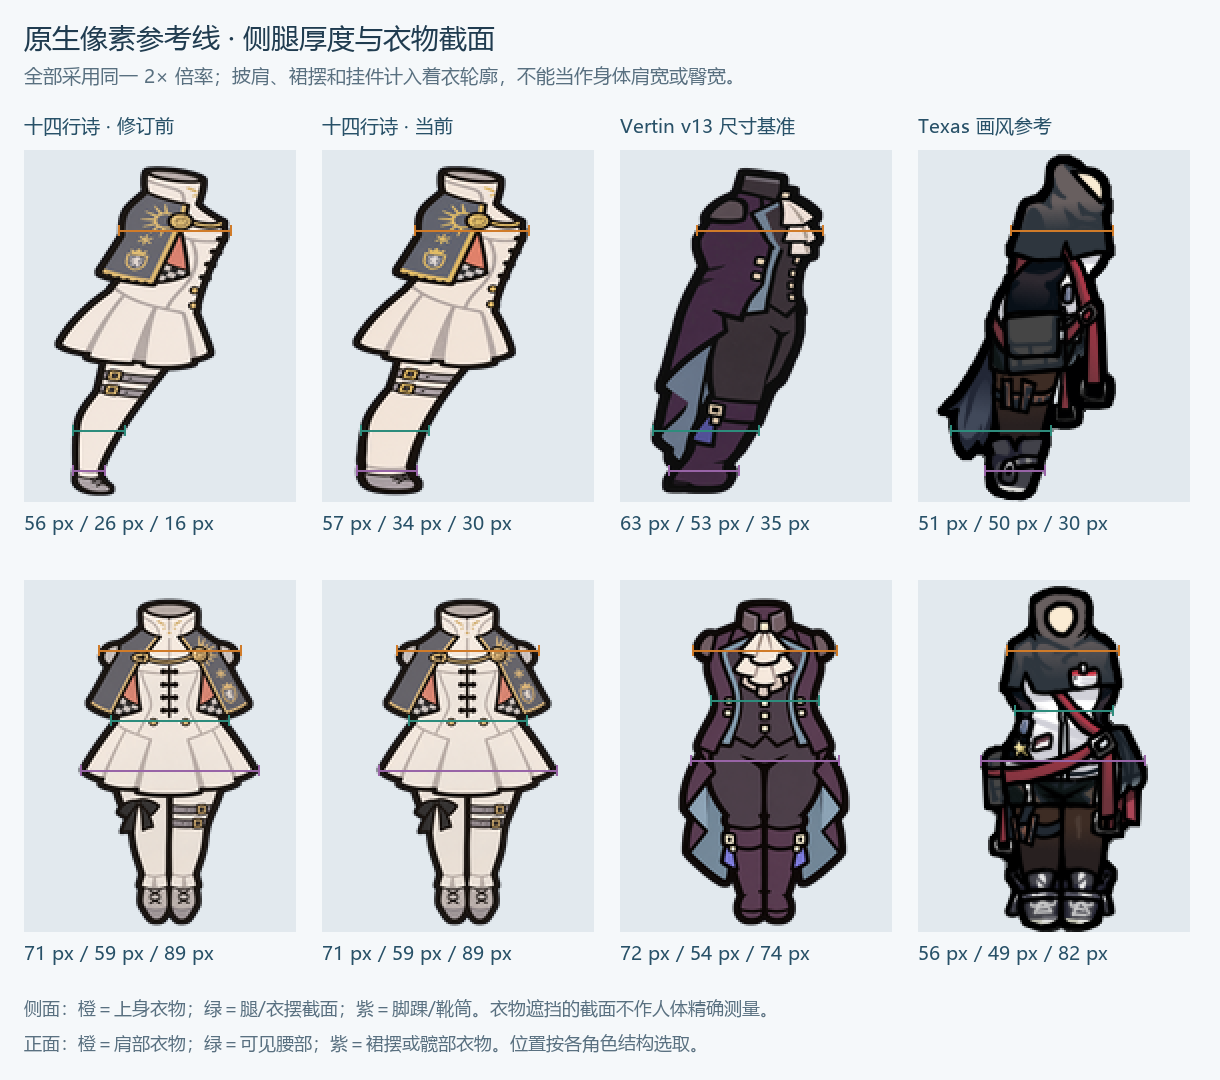 原生像素参考线 · 侧腿厚度与衣物截面
全部采用同一 2× 倍率；披肩、裙摆和挂件计入着衣轮廓，不能当作身体肩宽或臀宽。
十四行诗 · 修订前
十四行诗 · 当前
Vertin v13 尺寸基准
Texas 画风参考
56 px / 26 px / 16 px
57 px / 34 px / 30 px
63 px / 53 px / 35 px
51 px / 50 px / 30 px
71 px / 59 px / 89 px
71 px / 59 px / 89 px
72 px / 54 px / 74 px
56 px / 49 px / 82 px
侧面：橙＝上身衣物；绿＝腿/衣摆截面；紫＝脚踝/靴筒。衣物遮挡的截面不作人体精确测量。
正面：橙＝肩部衣物；绿＝可见腰部；紫＝裙摆或髋部衣物。位置按各角色结构选取。